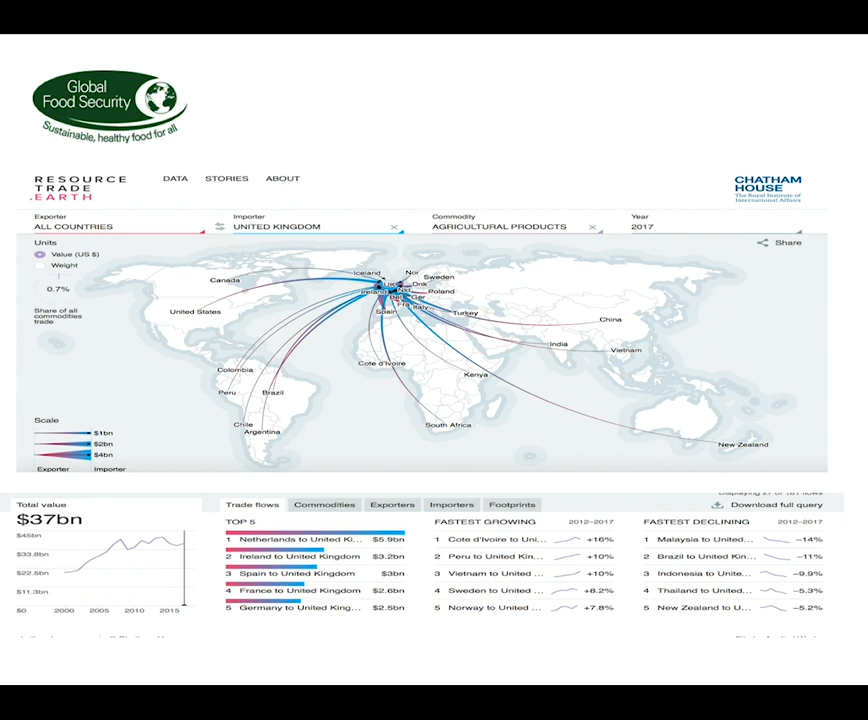 Global
Food Security
Sustainable, healthy food for all
RESOURCE
TRADE
.EARTH
DATA STORIES ABOUT
CHATHAM
HOUSE
The Royal Institute of
International Affairs
Exporter
ALL COUNTRIES
Importer
UNITED KINGDOM
Commodity
AGRICULTURAL PRODUCTS
Year
2017
Units
Value (US $)
Weight
0.7%
Share of all
commodities
trade
Share
Iceland
Nor
Sweden
Canada
UK
Dnk
Ireland
Nld
Poland
Bel
Ger
Fra
Italy
United States
Spain
Turkey
China
India
Vietnam
Cote d'Ivoire
Colombia
Kenya
Peru
Brazil
Chile
Argentina
South Africa
New Zealand
Scale
$1bn
$2bn
$4bn
Exporter Importer
Displaying 27 of 181 flows
Total value
$37bn
$45bn
$33.8bn
$22.5bn
$11.3bn
$0
2000 2005 2010 2015
Trade flows Commodities Exporters Importers Footprints
Download full query
TOP 5
1 Netherlands to United Ki... $5.9bn
2 Ireland to United Kingdom $3.2bn
3 Spain to United Kingdom $3bn
4 France to United Kingdom $2.6bn
5 Germany to United King... $2.5bn
FASTEST GROWING 2012–2017
1 Cote d'Ivoire to Uni... +16%
2 Peru to United Kin... +10%
3 Vietnam to United ... +10%
4 Sweden to United ... +8.2%
5 Norway to United ... +7.8%
FASTEST DECLINING 2012–2017
1 Malaysia to United... −14%
2 Brazil to United Kin... −11%
3 Indonesia to Unite... −9.9%
4 Thailand to United... −5.3%
5 New Zealand to U... −5.2%